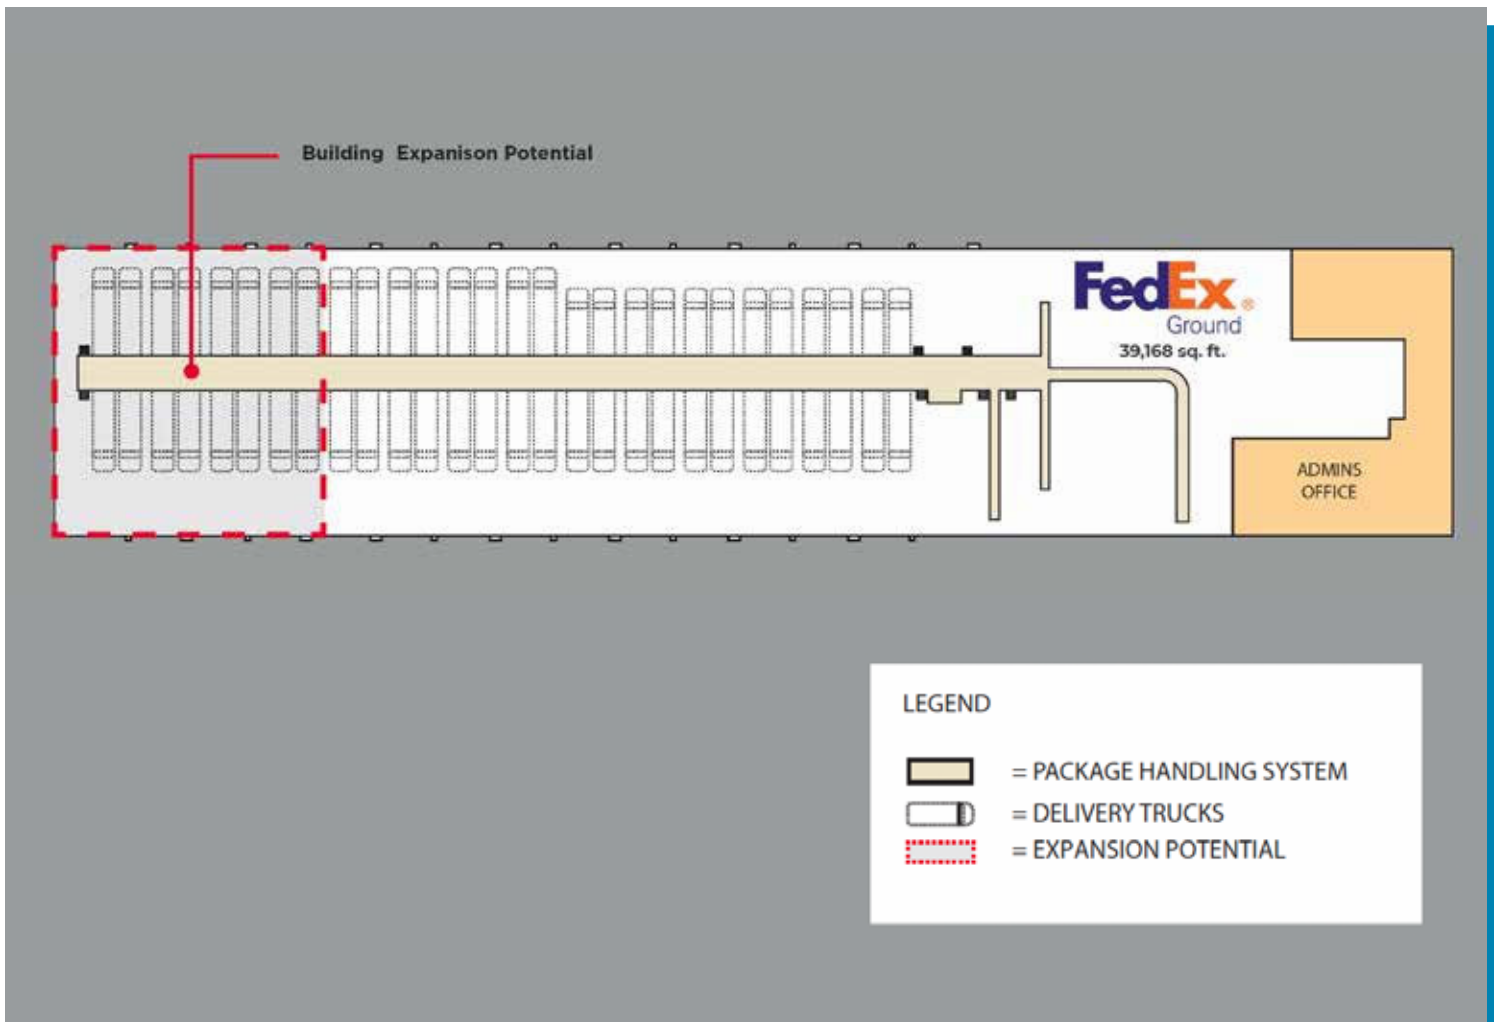 Building Expanison Potential
FedEx®
Ground
39,168 sq. ft.
ADMINS
OFFICE
LEGEND
= PACKAGE HANDLING SYSTEM
= DELIVERY TRUCKS
= EXPANSION POTENTIAL